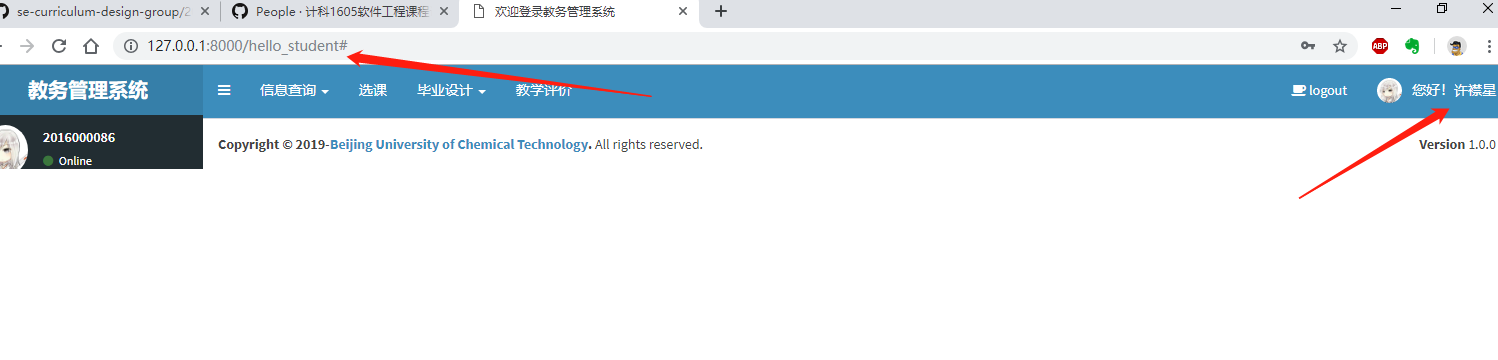 se-curriculum-design-group/2
People · 计科1605软件工程课程
欢迎登录教务管理系统
127.0.0.1:8000/hello_student#
ABP
教务管理系统
信息查询
选课
毕业设计
教学评价
logout
您好！许襟星
2016000086
Online
Copyright © 2019-Beijing University of Chemical Technology. All rights reserved.
Version 1.0.0